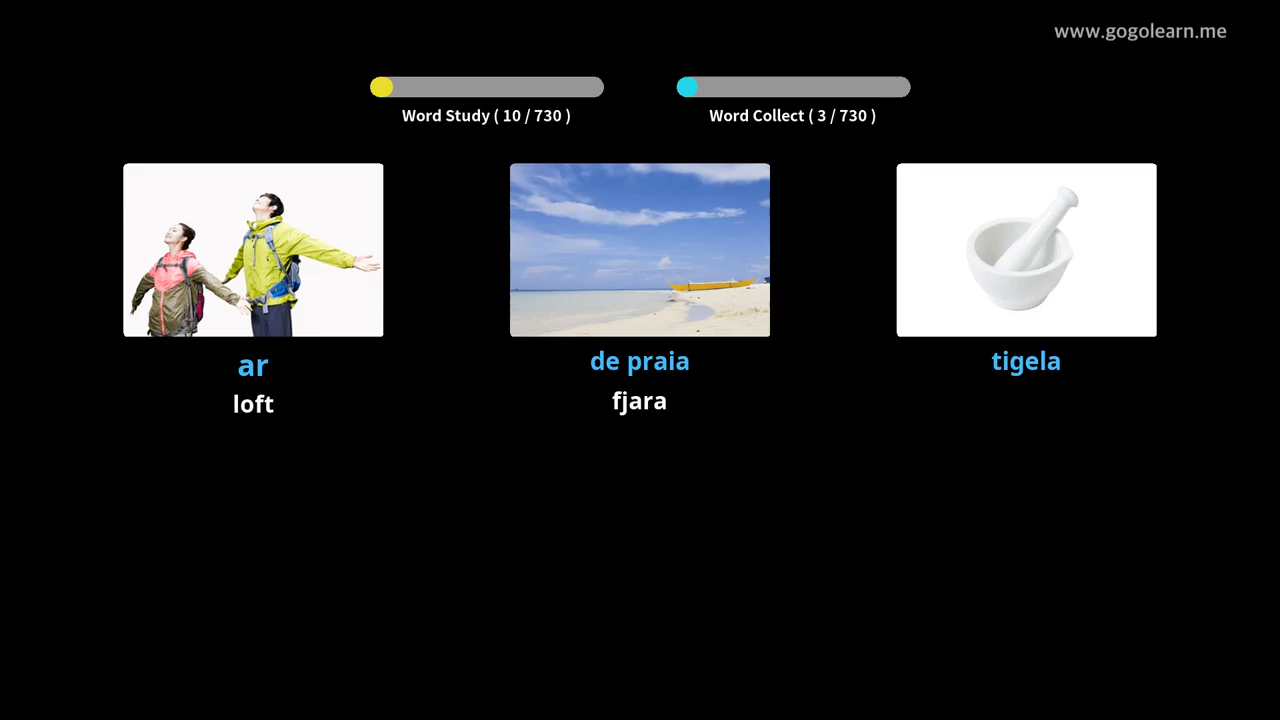 www.gogolearn.me
Word Study ( 10 / 730 )
Word Collect ( 3 / 730 )
ar
de praia
tigela
loft
fjara